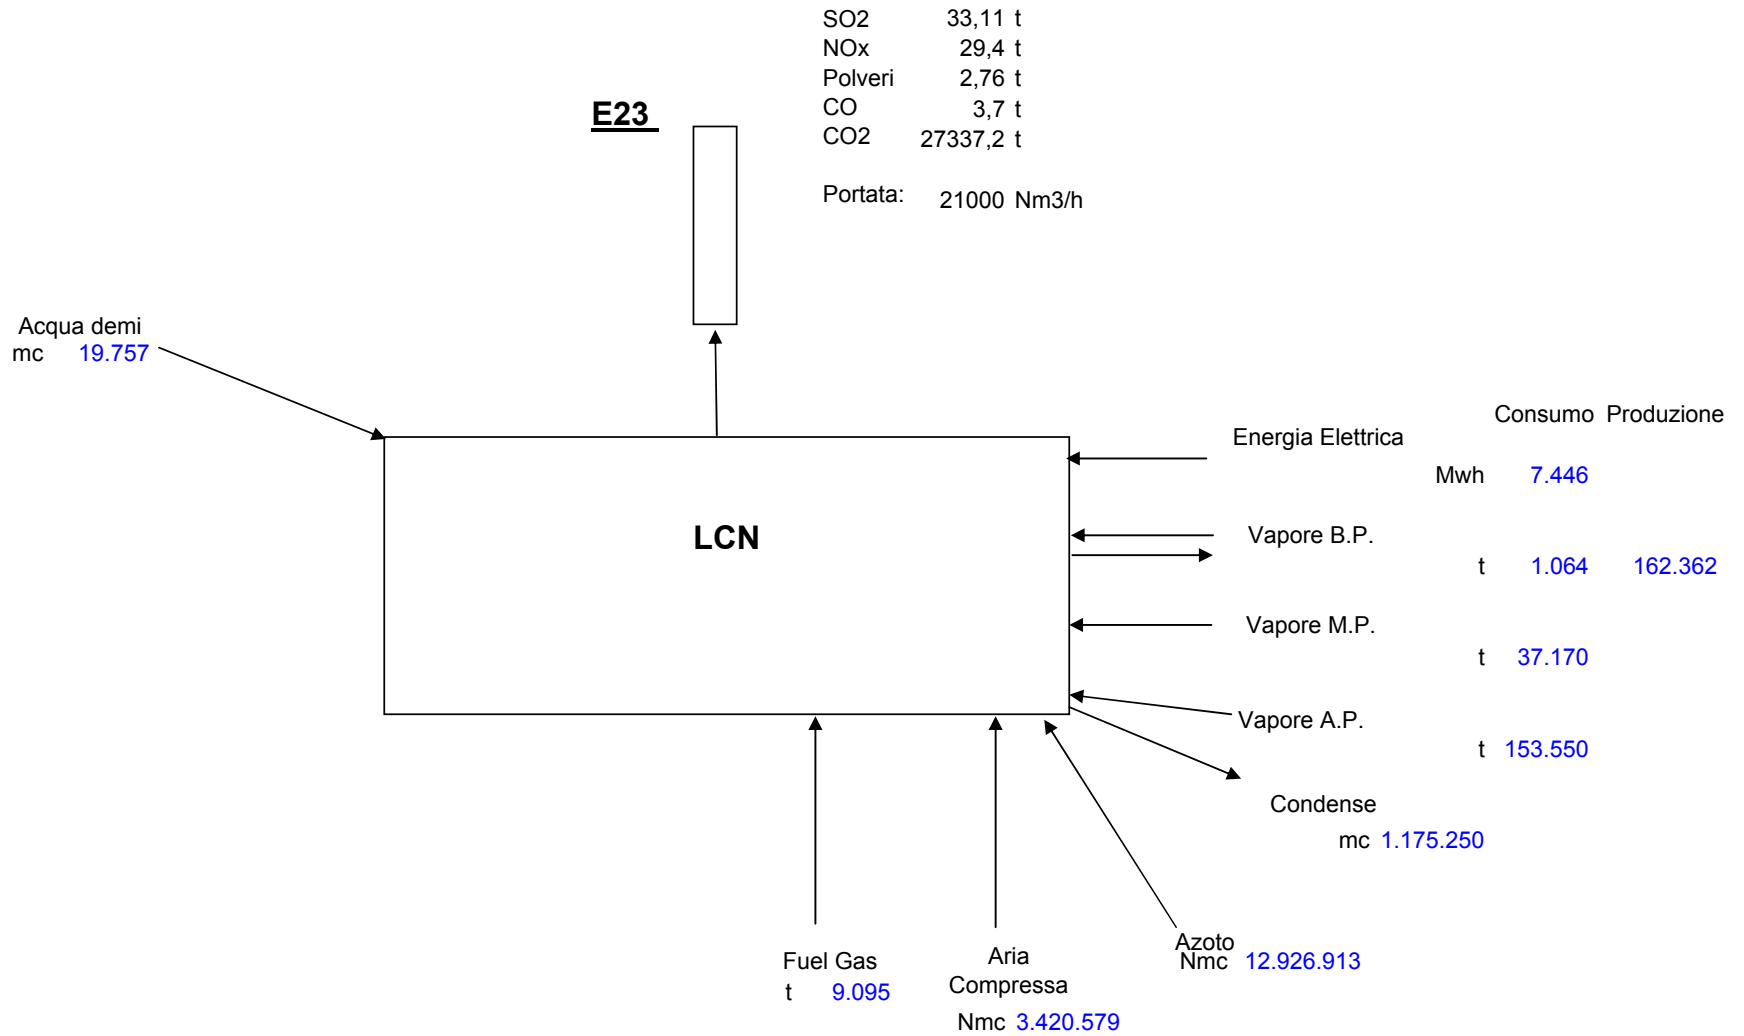 SO2 33,11 t
NOx 29,4 t
Polveri 2,76 t
CO 3,7 t
CO2 27337,2 t
E23
Portata: 21000 Nm3/h
Acqua demi
mc 19.757
Consumo Produzione
Energia Elettrica
Mwh 7.446
LCN
Vapore B.P.
t 1.064 162.362
Vapore M.P.
t 37.170
Vapore A.P.
t 153.550
Condense
mc 1.175.250
Azoto
Nmc 12.926.913
Fuel Gas
t 9.095
Aria
Compressa
Nmc 3.420.579